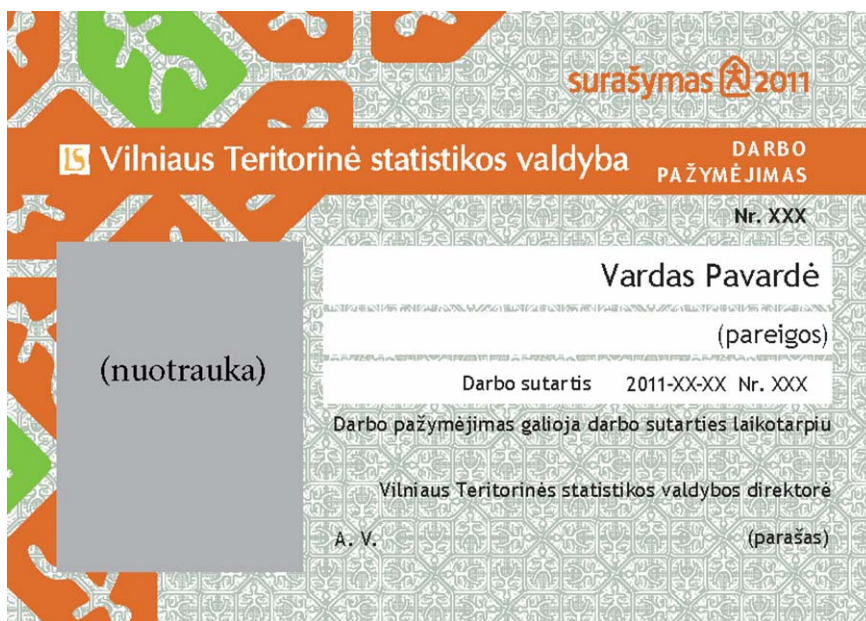 surašymas 2011
LS Vilniaus Teritorinė statistikos valdyba
DARBO
PAŽYMĖJIMAS
Nr. XXX
Vardas Pavardė
(pareigos)
(nuotrauka)
Darbo sutartis 2011-XX-XX Nr. XXX
Darbo pažymėjimas galioja darbo sutarties laikotarpiu
Vilniaus Teritorinės statistikos valdybos direktorė
A. V. (parašas)